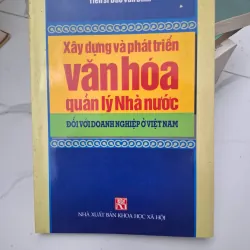 Xây dựng và phát triển
văn hóa
quản lý Nhà nước
ĐỐI VỚI DOANH NGHIỆP Ở VIỆT NAM
NHÀ XUẤT BẢN KHOA HỌC XÃ HỘI